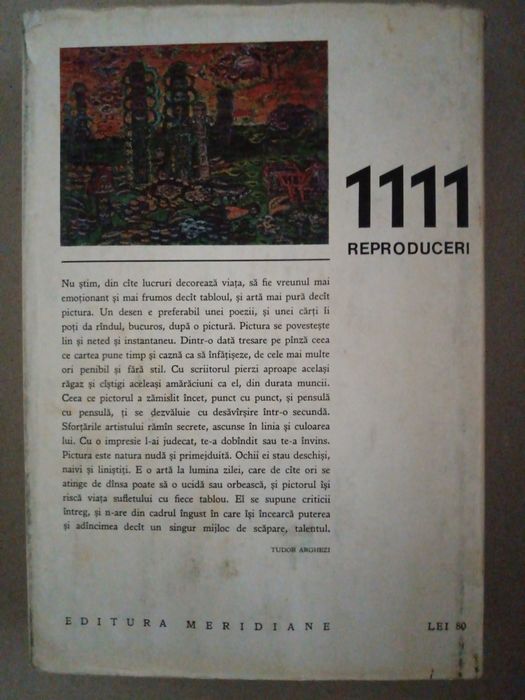 1111
REPRODUCERI
Nu știm, din cîte lucruri decorează viața, să fie vreunul mai
emoționant și mai frumos decît tabloul, și artă mai pură decît
pictura. Un desen e preferabil unei poezii, și unei cărți îi
poți da rîndul, bucuros, după o pictură. Pictura se povestește
lin și neted și instantaneu. Dintr-o dată tresare pe pînză ceea
ce cartea pune timp și caznă ca să înfățișeze, de cele mai multe
ori penibil și fără stil. Cu scriitorul pierzi aproape același
răgaz și cîștigi aceleași amărăciuni ca el, din durata muncii.
Ceea ce pictorul a zămislit încet, punct cu punct, și pensulă
cu pensulă, ți se dezvăluie cu desăvîrșire într-o secundă.
Sforțările artistului rămîn secrete, ascunse în linia și culoarea
lui. Cu o impresie l-ai judecat, te-a dobîndit sau te-a învins.
Pictura este natura nudă și primejduită. Ochii ei stau deschiși,
naivi și liniștiți. E o artă la lumina zilei, care de cîte ori se
atinge de dînsa poate să o ucidă sau orbească, și pictorul își
riscă viața sufletului cu fiece tablou. El se supune criticii
întreg, și n-are din cadrul îngust în care își încearcă puterea
și adîncimea decît un singur mijloc de scăpare, talentul.
TUDOR ARGHEZI
EDITURA MERIDIANE
LEI 80